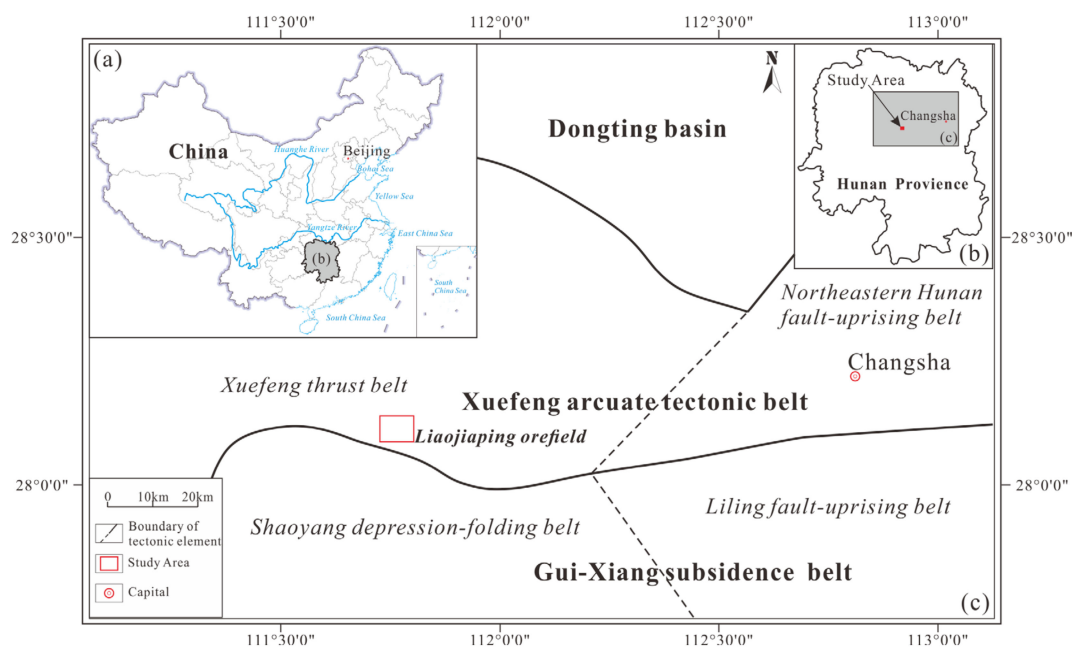 111°30'0"
112°0'0"
112°30'0"
113°0'0"
(a)
China
Huanghe River
Beijing
Bohai Sea
Yellow Sea
Yangtze River
East China Sea
(b)
South
China Sea
South China Sea
N
Dongting basin
Study Area
Changsha
(c)
Hunan Provience
(b)
28°30'0"
28°30'0"
Northeastern Hunan
fault-uprising belt
Changsha
Xuefeng thrust belt
Xuefeng arcuate tectonic belt
Liaojiaping orefield
28°0'0"
28°0'0"
0 10km 20km
Boundary of
tectonic element
Study Area
Capital
Shaoyang depression-folding belt
Liling fault-uprising belt
Gui-Xiang subsidence belt
(c)
111°30'0"
112°0'0"
112°30'0"
113°0'0"